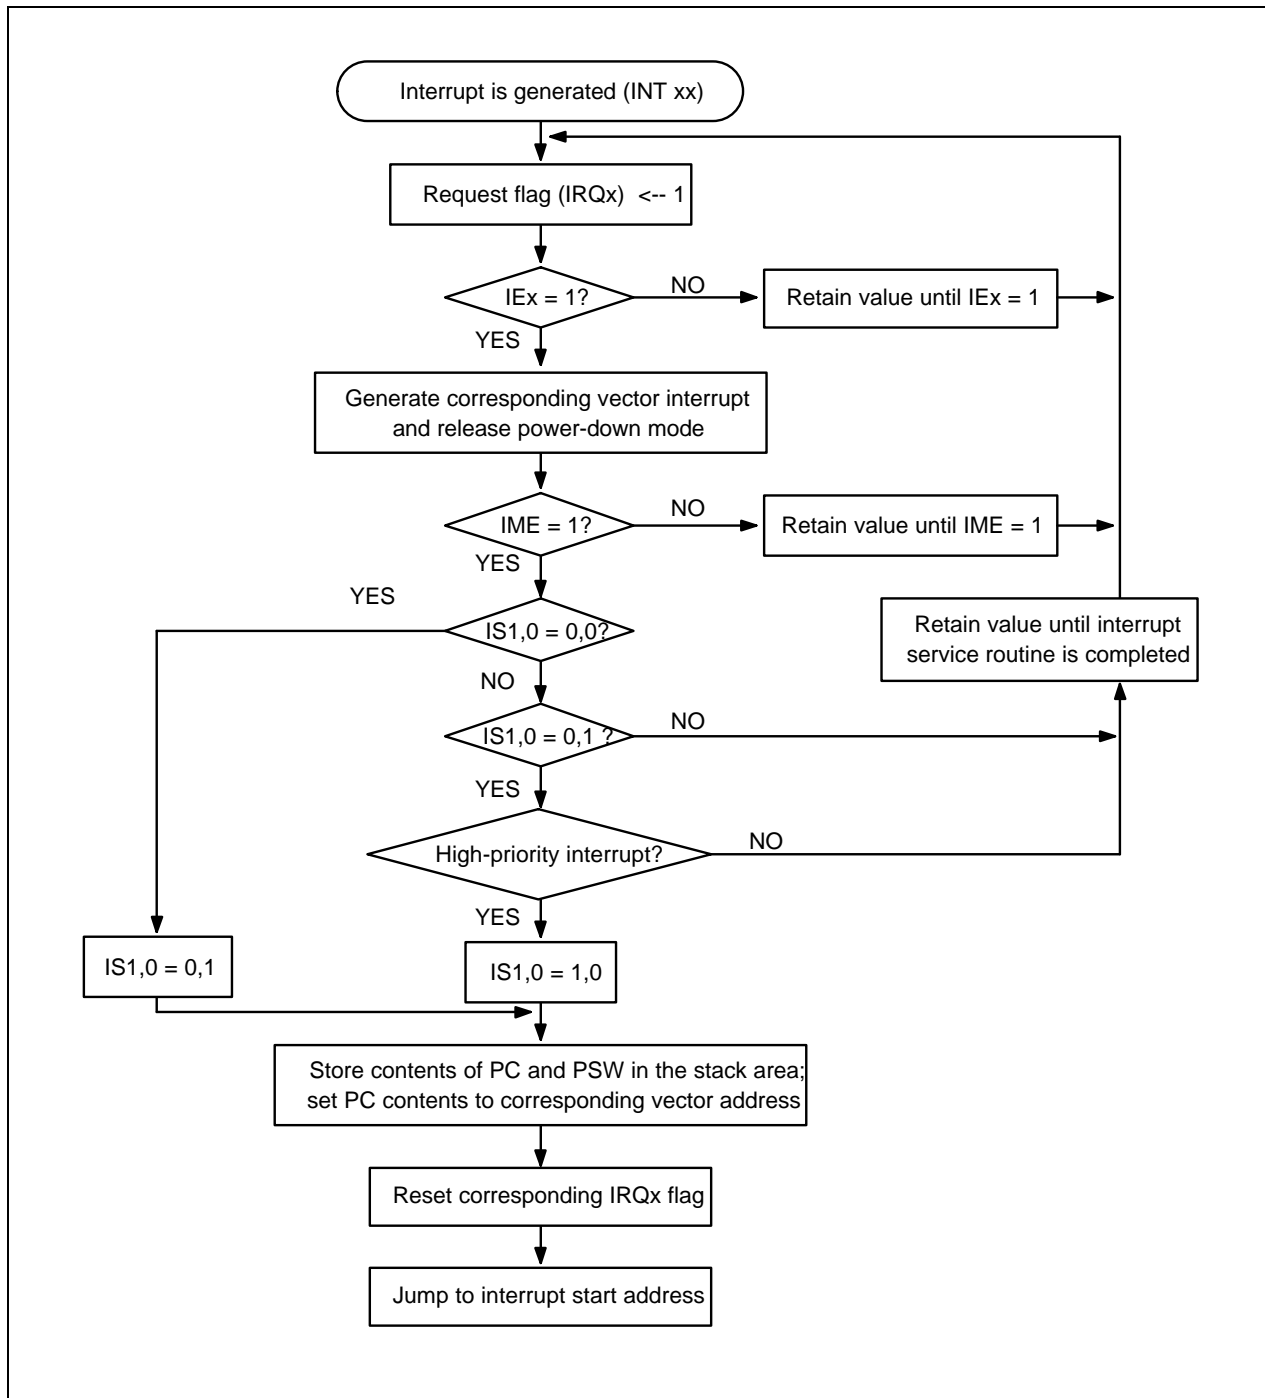 Interrupt is generated (INT xx)
Request flag (IRQx)  <-- 1
IEx = 1?
NO
Retain value until IEx = 1
YES
Generate corresponding vector interrupt
and release power-down mode
IME = 1?
NO
Retain value until IME = 1
YES
YES
IS1,0 = 0,0?
Retain value until interrupt
service routine is completed
NO
IS1,0 = 0,1 ?
NO
YES
High-priority interrupt?
NO
YES
IS1,0 = 0,1
IS1,0 = 1,0
Store contents of PC and PSW in the stack area;
set PC contents to corresponding vector address
Reset corresponding IRQx flag
Jump to interrupt start address